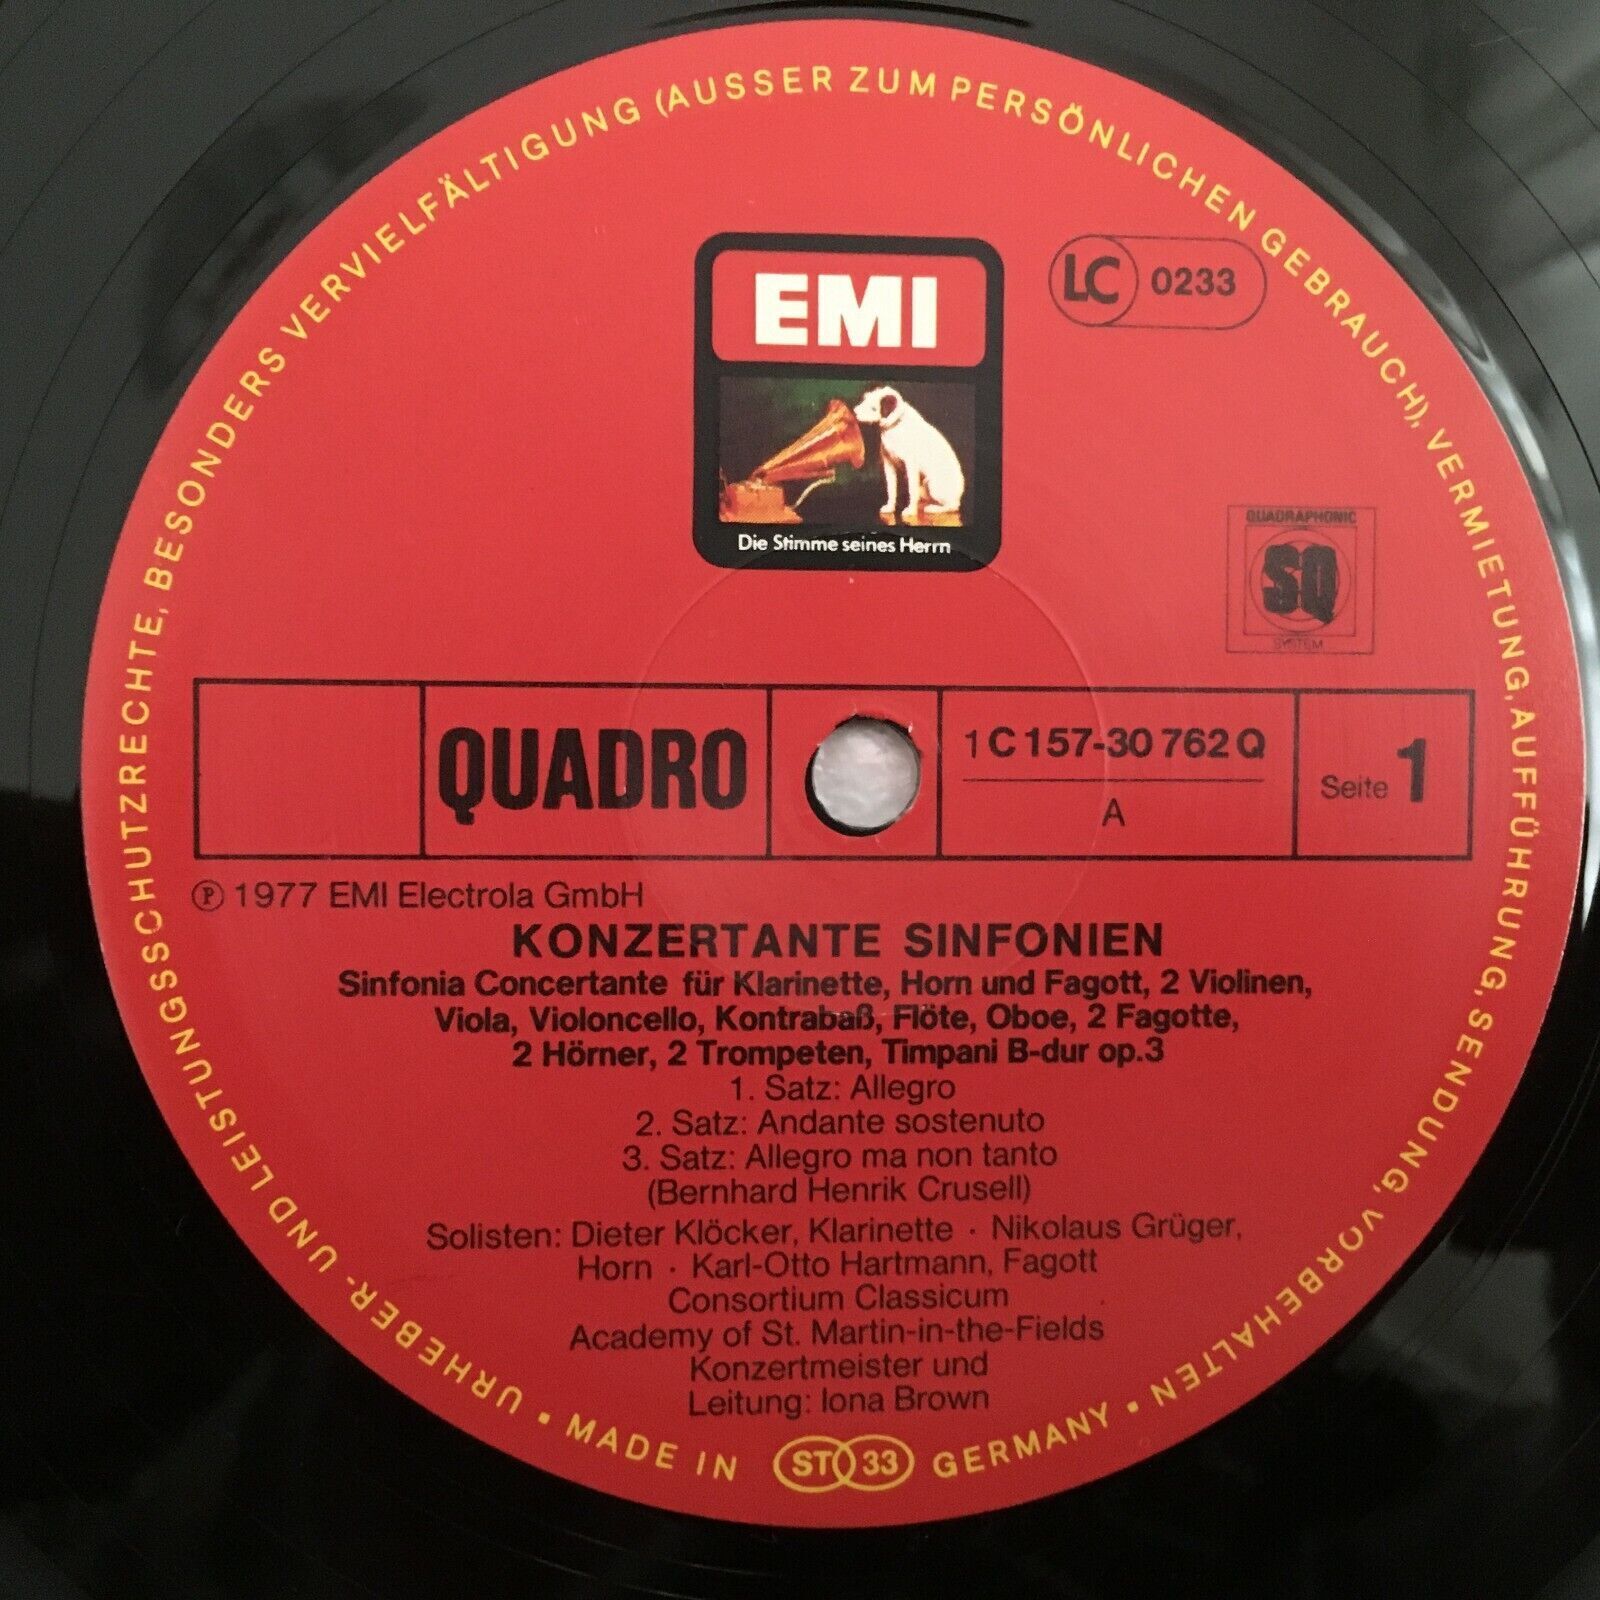 URHEBER- UND LEISTUNGSSCHUTZRECHTE, BESONDERS VERVIELFÄLTIGUNG (AUSSER ZUM PERSÖNLICHEN GEBRAUCH), VERMIETUNG, AUFFÜHRUNG, SENDUNG, VORBEHALTEN
EMI
LC 0233
Die Stimme seines Herrn
QUADRAPHONIC
SQ
SYSTEM
QUADRO
1 C 157-30 762 Q
A
Seite 1
℗ 1977 EMI Electrola GmbH
KONZERTANTE SINFONIEN
Sinfonia Concertante für Klarinette, Horn und Fagott, 2 Violinen,
Viola, Violoncello, Kontrabaß, Flöte, Oboe, 2 Fagotte,
2 Hörner, 2 Trompeten, Timpani B-dur op.3
1. Satz: Allegro
2. Satz: Andante sostenuto
3. Satz: Allegro ma non tanto
(Bernhard Henrik Crusell)
Solisten: Dieter Klöcker, Klarinette · Nikolaus Grüger,
Horn · Karl-Otto Hartmann, Fagott
Consortium Classicum
Academy of St. Martin-in-the-Fields
Konzertmeister und
Leitung: Iona Brown
• MADE IN ST 33 GERMANY •